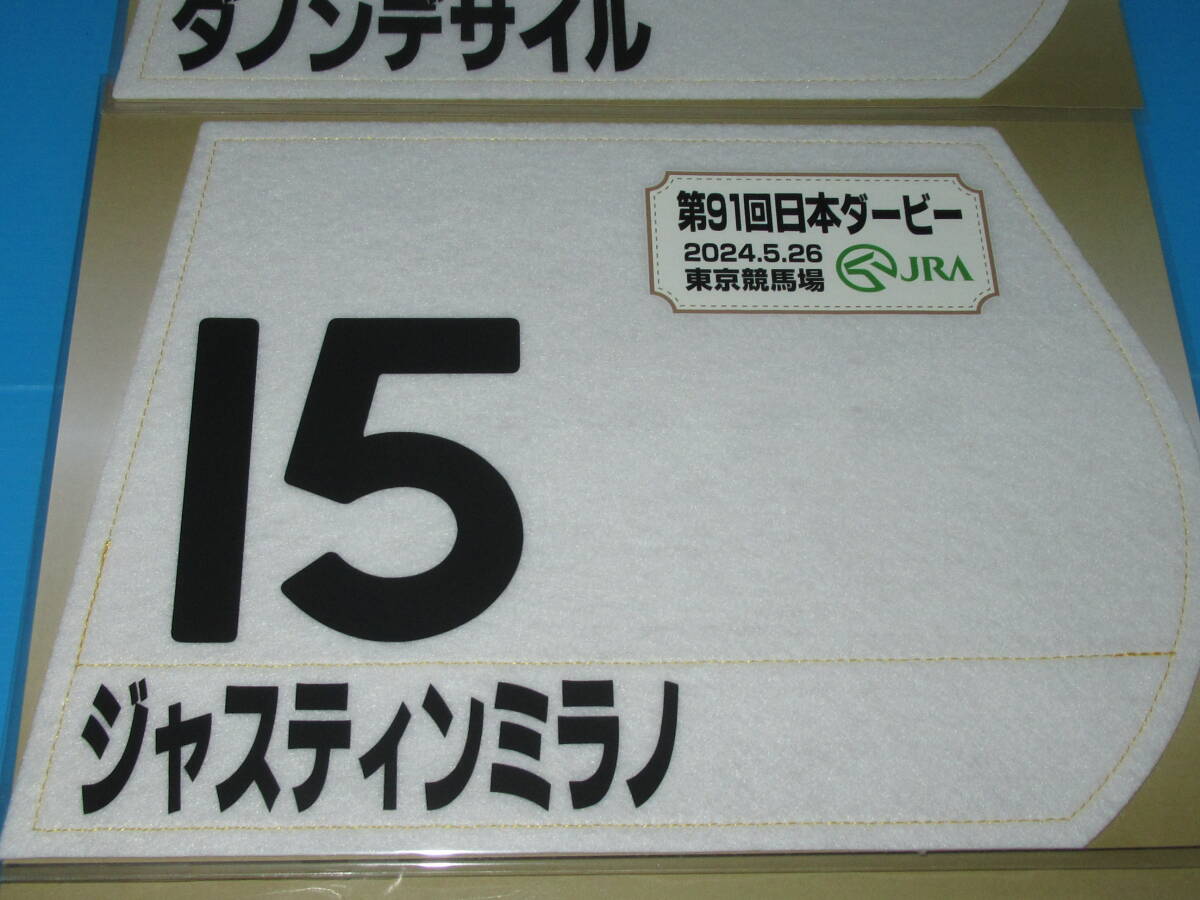 ダノンデサイル
第91回日本ダービー
2024.5.26
東京競馬場
JRA
15
ジャスティンミラノ